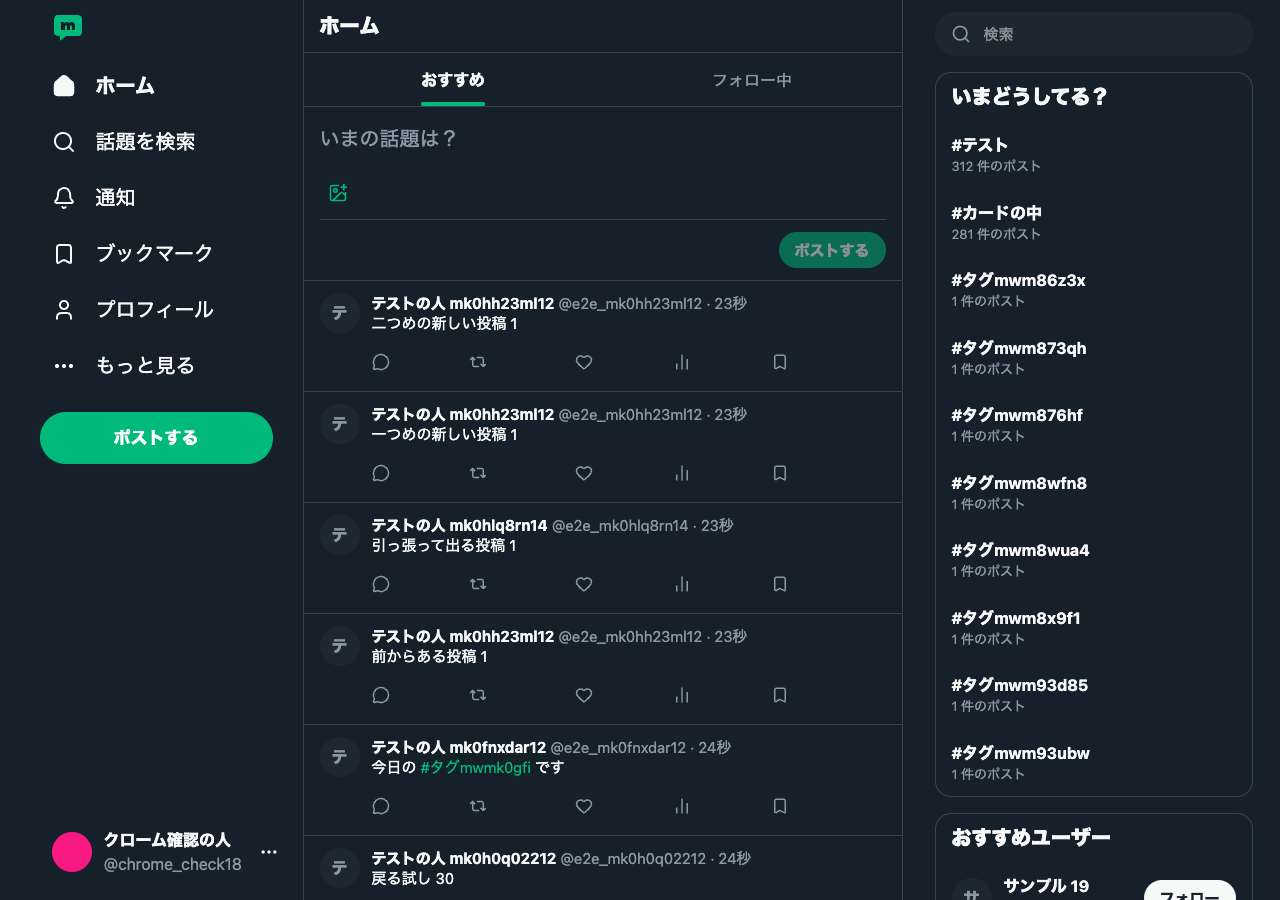 m
ホーム
話題を検索
通知
ブックマーク
プロフィール
もっと見る
ポストする
クローム確認の人
@chrome_check18
ホーム
おすすめ
フォロー中
いまの話題は？
ポストする
テ
テストの人 mk0hh23ml12 @e2e_mk0hh23ml12 · 23秒
二つめの新しい投稿 1
テ
テストの人 mk0hh23ml12 @e2e_mk0hh23ml12 · 23秒
一つめの新しい投稿 1
テ
テストの人 mk0hlq8rn14 @e2e_mk0hlq8rn14 · 23秒
引っ張って出る投稿 1
テ
テストの人 mk0hh23ml12 @e2e_mk0hh23ml12 · 23秒
前からある投稿 1
テ
テストの人 mk0fnxdar12 @e2e_mk0fnxdar12 · 24秒
今日の #タグmwmk0gfi です
テ
テストの人 mk0h0q02212 @e2e_mk0h0q02212 · 24秒
戻る試し 30
検索
いまどうしてる？
#テスト
312 件のポスト
#カードの中
281 件のポスト
#タグmwm86z3x
1 件のポスト
#タグmwm873qh
1 件のポスト
#タグmwm876hf
1 件のポスト
#タグmwm8wfn8
1 件のポスト
#タグmwm8wua4
1 件のポスト
#タグmwm8x9f1
1 件のポスト
#タグmwm93d85
1 件のポスト
#タグmwm93ubw
1 件のポスト
おすすめユーザー
サ
サンプル 19
フォロー